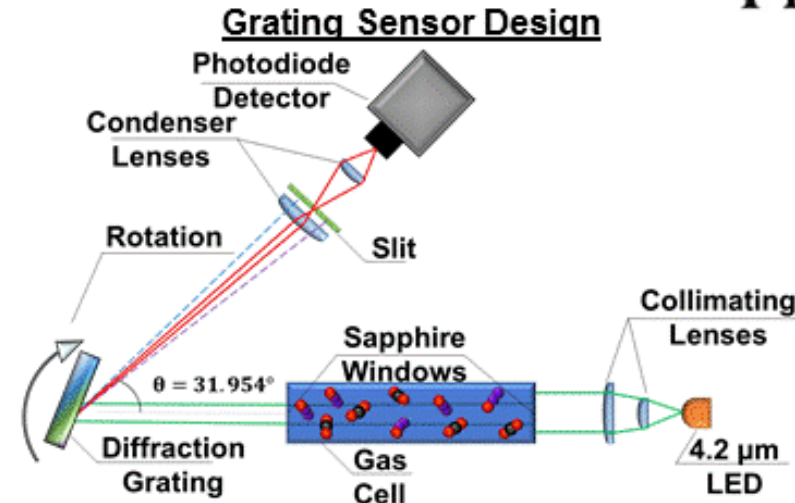 Grating Sensor Design
Photodiode
Detector
Condenser
Lenses
Rotation
Slit
Collimating
Lenses
Sapphire
Windows
θ = 31.954°
Diffraction
Grating
Gas
Cell
4.2 μm
LED